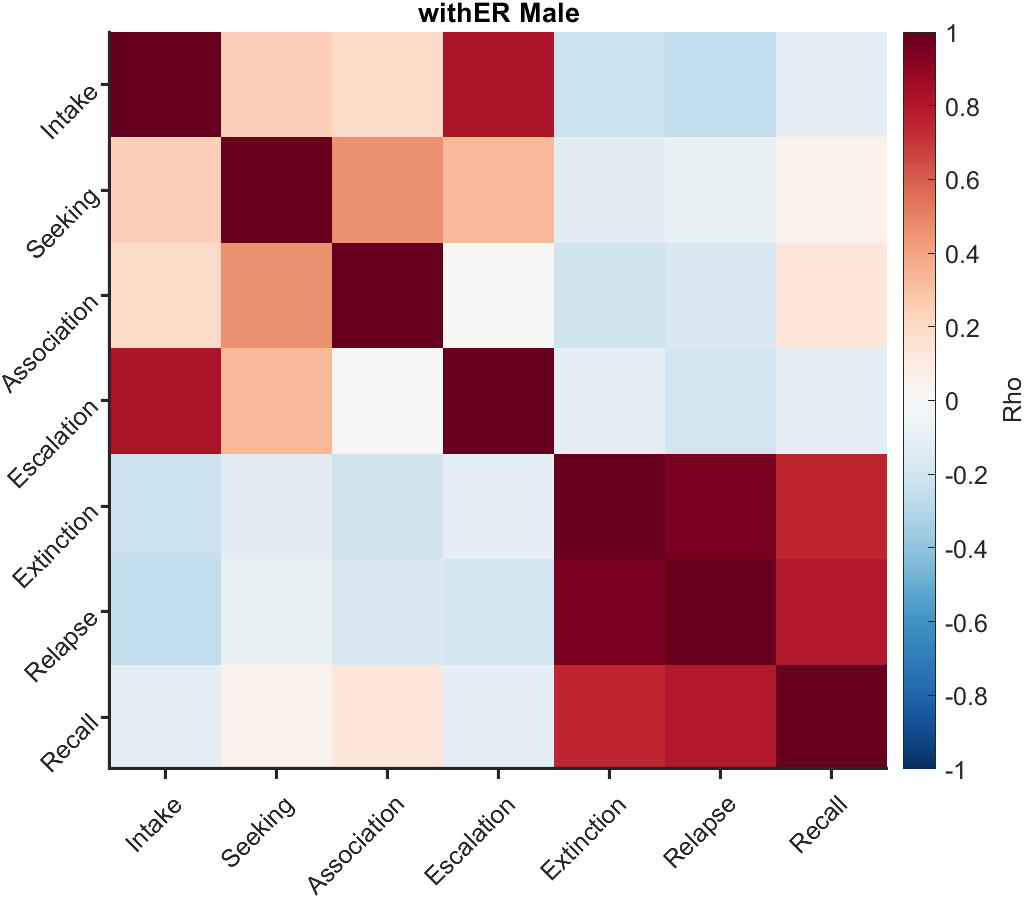 withER Male
Intake
Seeking
Association
Escalation
Extinction
Relapse
Recall
Intake
Seeking
Association
Escalation
Extinction
Relapse
Recall
1
0.8
0.6
0.4
0.2
0
-0.2
-0.4
-0.6
-0.8
-1
Rho